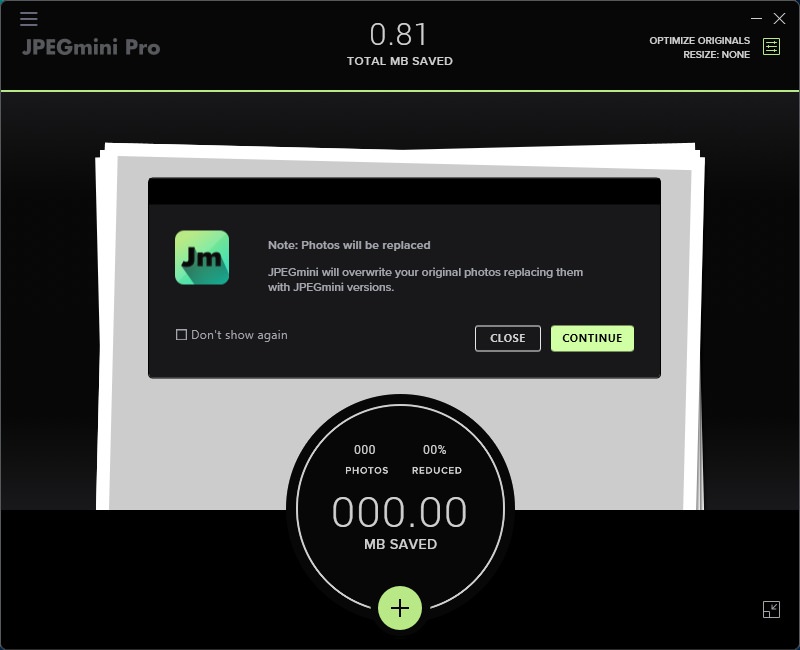 JPEGmini Pro
0.81
TOTAL MB SAVED
OPTIMIZE ORIGINALS
RESIZE: NONE
Jm
Note: Photos will be replaced
JPEGmini will overwrite your original photos replacing them
with JPEGmini versions.
Don't show again
CLOSE
CONTINUE
000 00%
PHOTOS REDUCED
000.00
MB SAVED